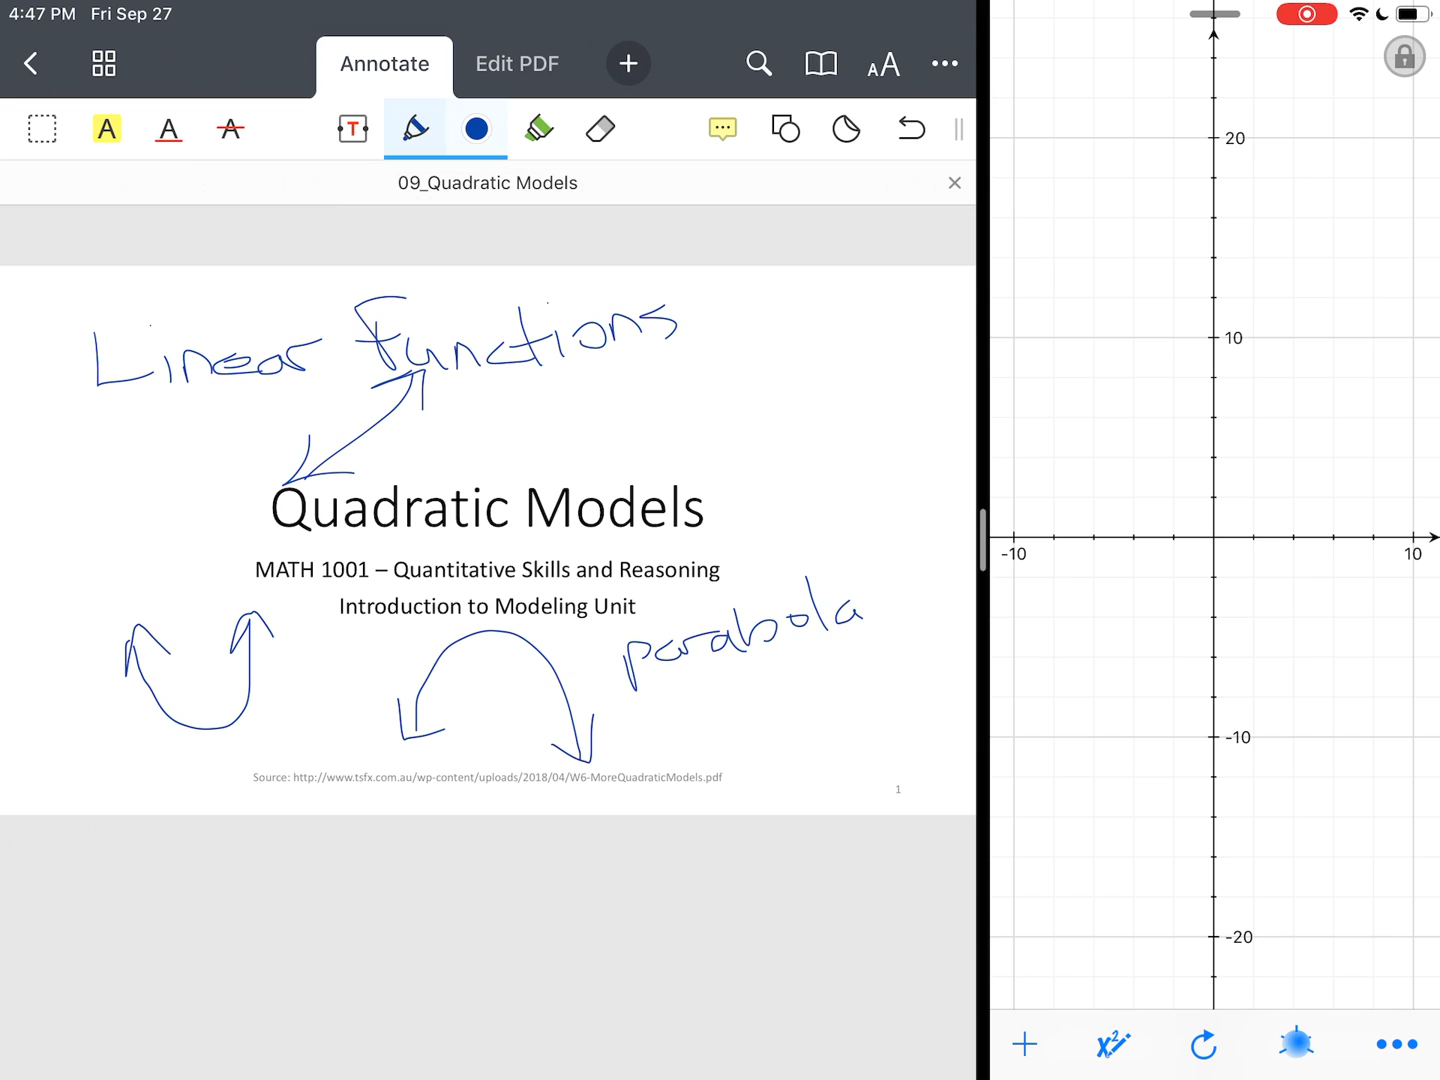 4:47 PM Fri Sep 27
Annotate
Edit PDF
AA
A
A
A
T
09_Quadratic Models
Linear Functions
Quadratic Models
MATH 1001 – Quantitative Skills and Reasoning
Introduction to Modeling Unit
parabola
Source: http://www.tsfx.com.au/wp-content/uploads/2018/04/W6-MoreQuadraticModels.pdf
1
20
10
-10
10
-10
-20
x²